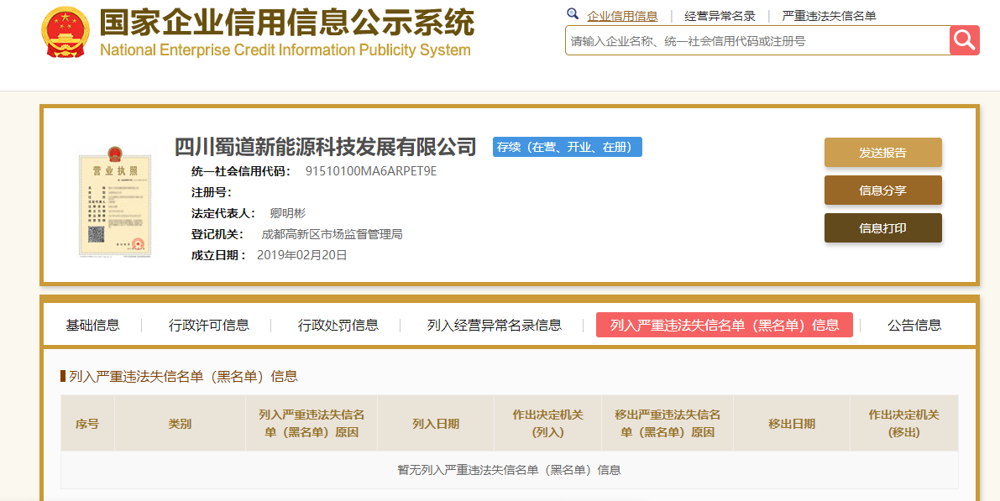 国家企业信用信息公示系统
National Enterprise Credit Information Publicity System
企业信用信息 | 经营异常名录 | 严重违法失信名单
请输入企业名称、统一社会信用代码或注册号
四川蜀道新能源科技发展有限公司 存续（在营、开业、在册）
营业执照
统一社会信用代码： 91510100MA6ARPET9E
注册号：
法定代表人： 卿明彬
登记机关： 成都高新区市场监督管理局
成立日期： 2019年02月20日
发送报告
信息分享
信息打印
基础信息 | 行政许可信息 | 行政处罚信息 | 列入经营异常名录信息 | 列入严重违法失信名单（黑名单）信息 | 公告信息
列入严重违法失信名单（黑名单）信息
序号 类别 列入严重违法失信名单（黑名单）原因 列入日期 作出决定机关(列入) 移出严重违法失信名单（黑名单）原因 移出日期 作出决定机关(移出)
暂无列入严重违法失信名单（黑名单）信息